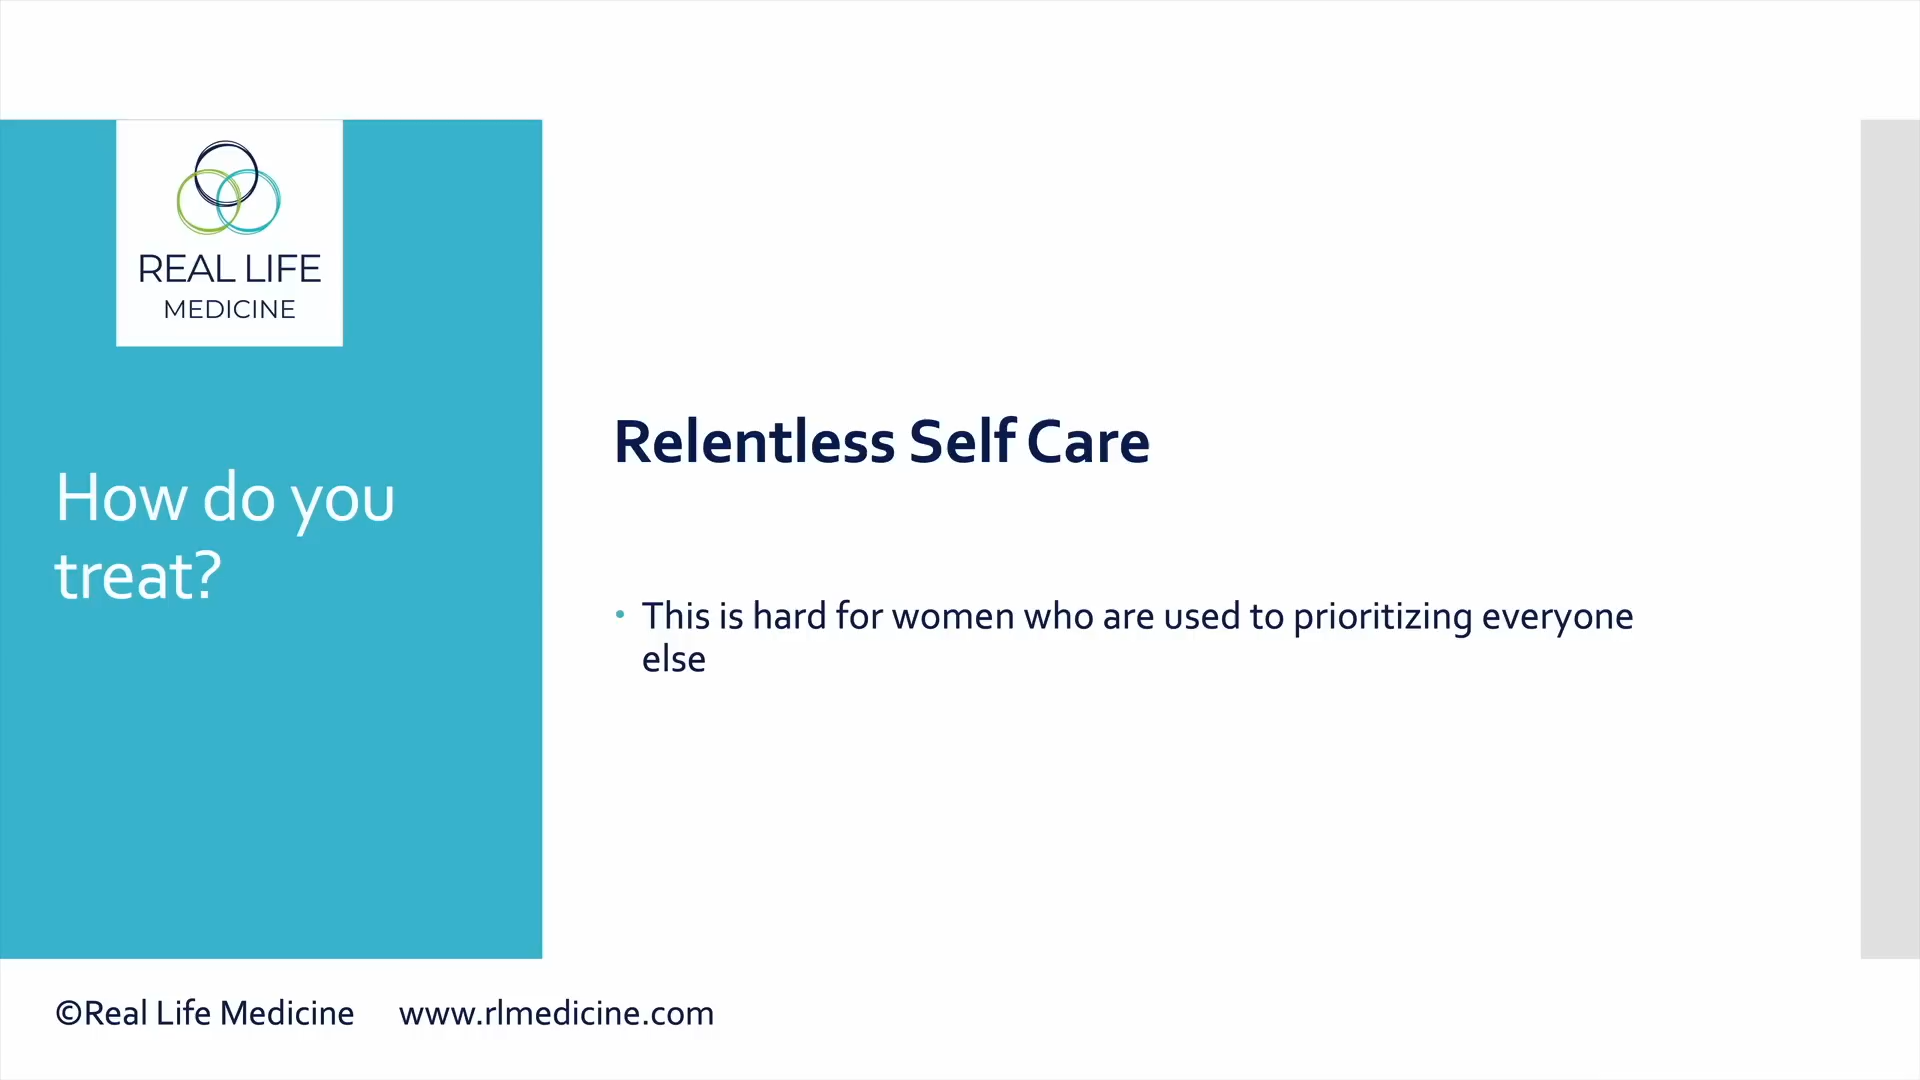 REAL LIFE
MEDICINE
How do you
treat?
Relentless Self Care
• This is hard for women who are used to prioritizing everyone
else
©Real Life Medicine www.rlmedicine.com